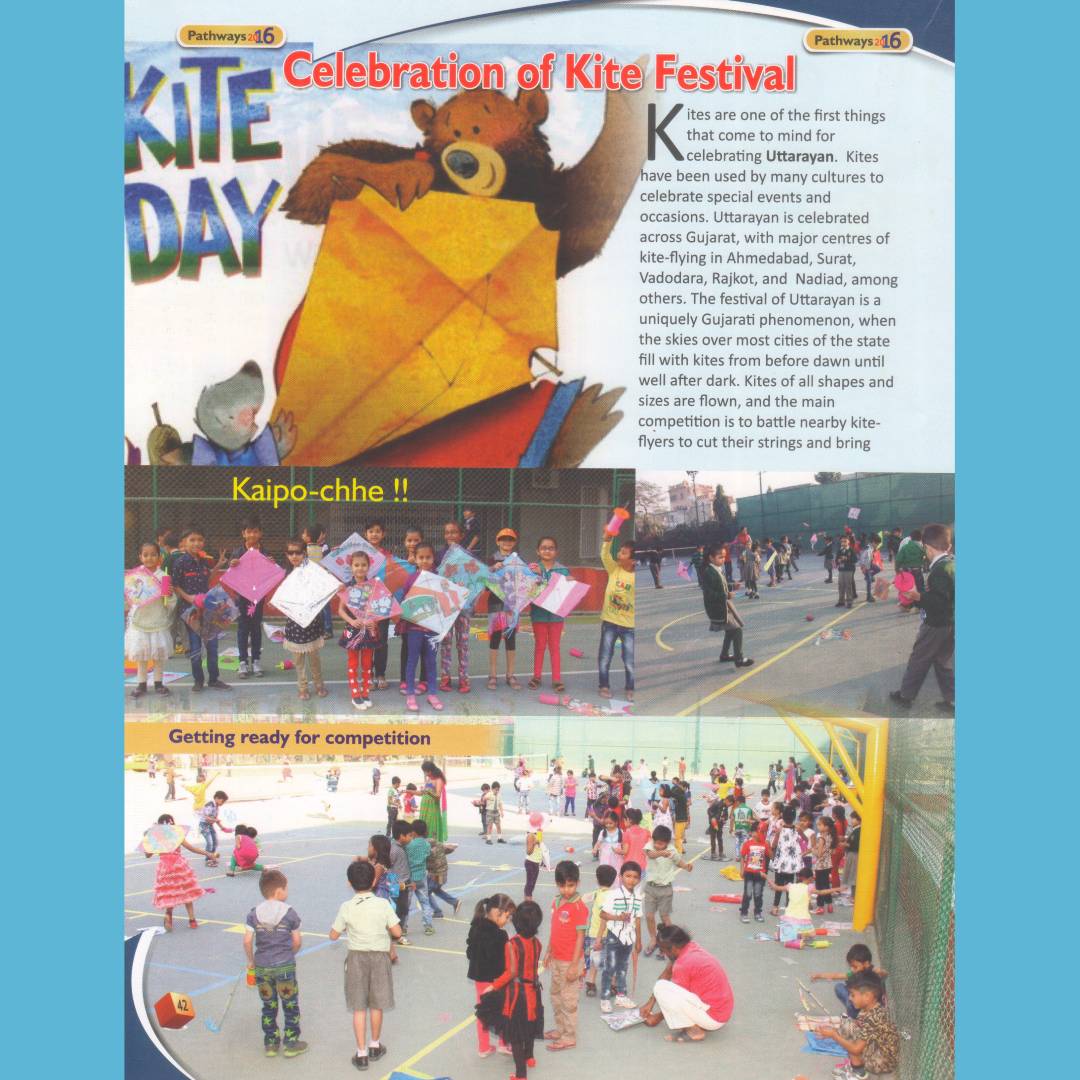 Pathways2016
Pathways2016
Celebration of Kite Festival
KiTE
DAY
Kites are one of the first things
that come to mind for
celebrating Uttarayan. Kites
have been used by many cultures to
celebrate special events and
occasions. Uttarayan is celebrated
across Gujarat, with major centres of
kite-flying in Ahmedabad, Surat,
Vadodara, Rajkot, and Nadiad, among
others. The festival of Uttarayan is a
uniquely Gujarati phenomenon, when
the skies over most cities of the state
fill with kites from before dawn until
well after dark. Kites of all shapes and
sizes are flown, and the main
competition is to battle nearby kite-
flyers to cut their strings and bring
Kaipo-chhe !!
Getting ready for competition
42